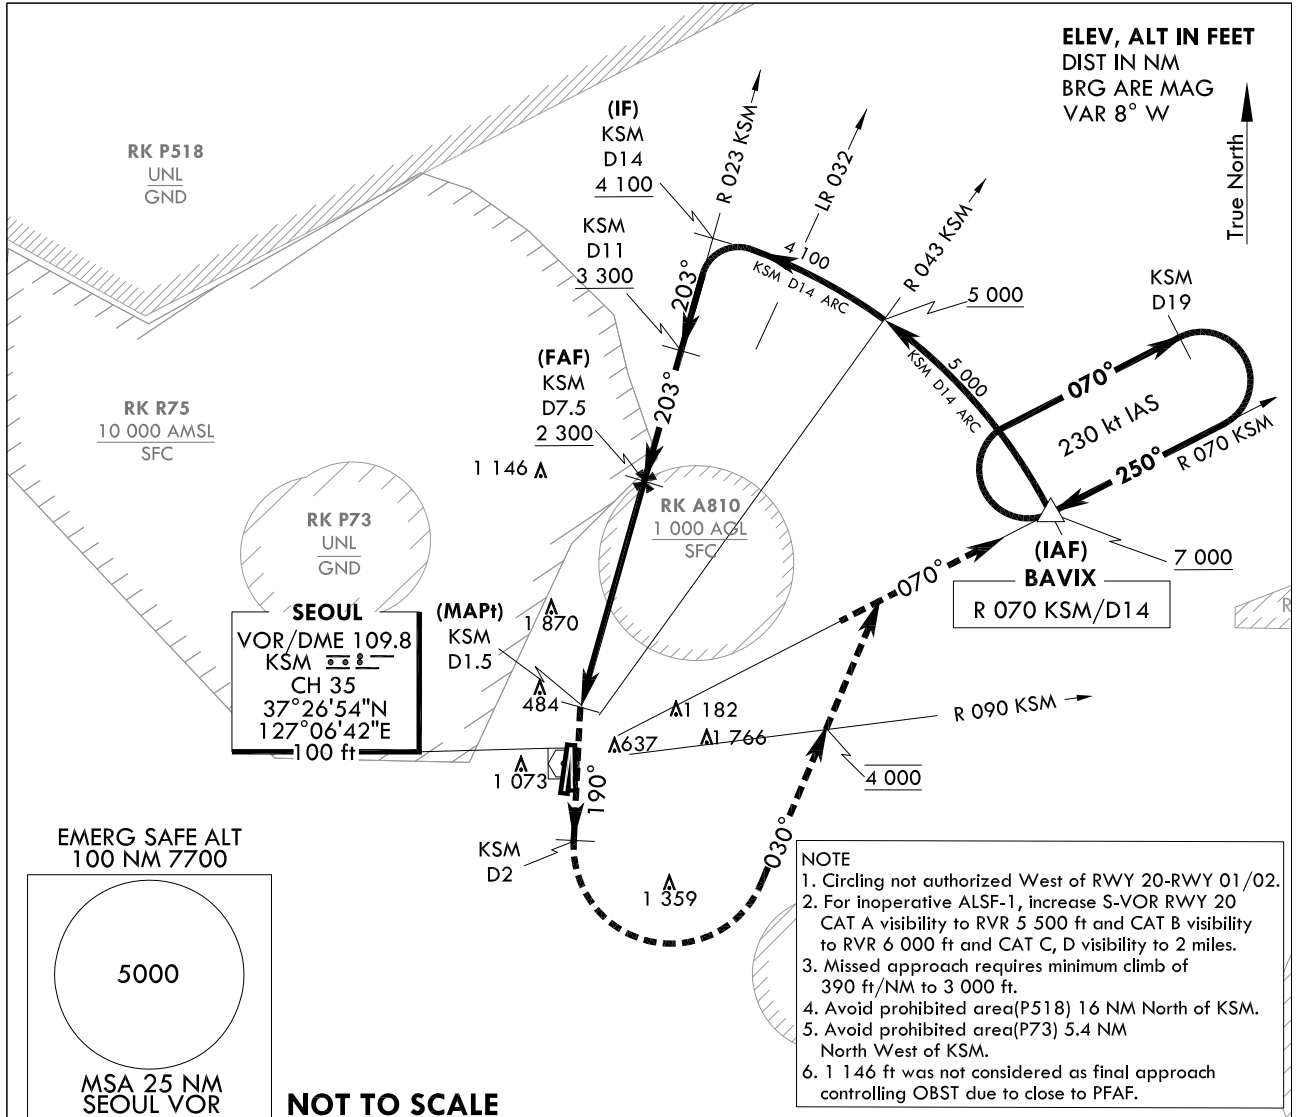 ELEV, ALT IN FEET
DIST IN NM
BRG ARE MAG
VAR 8° W
True North
RK P518
UNL
GND
(IF)
KSM
D14
4 100
R 023 KSM
LR 032
R 043 KSM
KSM
D11
3 300
203°
4 100
KSM D14 ARC
5 000
KSM
D19
(FAF)
KSM
D7.5
2 300
203°
5 000
KSM D14 ARC
070°
230 kt IAS
250°
R 070 KSM
RK R75
10 000 AMSL
SFC
1 146
RK P73
UNL
GND
RK A810
1 000 AGL
SFC
(IAF)
BAVIX
R 070 KSM/D14
7 000
070°
R
SEOUL
VOR/DME 109.8
KSM
CH 35
37°26'54"N
127°06'42"E
100 ft
(MAPt)
KSM
D1.5
1 870
484
1 182
637
1 766
R 090 KSM
1 073
190°
4 000
KSM
D2
030°
1 359
EMERG SAFE ALT
100 NM 7700
5000
MSA 25 NM
SEOUL VOR
NOT TO SCALE
NOTE
1. Circling not authorized West of RWY 20-RWY 01/02.
2. For inoperative ALSF-1, increase S-VOR RWY 20
CAT A visibility to RVR 5 500 ft and CAT B visibility
to RVR 6 000 ft and CAT C, D visibility to 2 miles.
3. Missed approach requires minimum climb of
390 ft/NM to 3 000 ft.
4. Avoid prohibited area(P518) 16 NM North of KSM.
5. Avoid prohibited area(P73) 5.4 NM
North West of KSM.
6. 1 146 ft was not considered as final approach
controlling OBST due to close to PFAF.